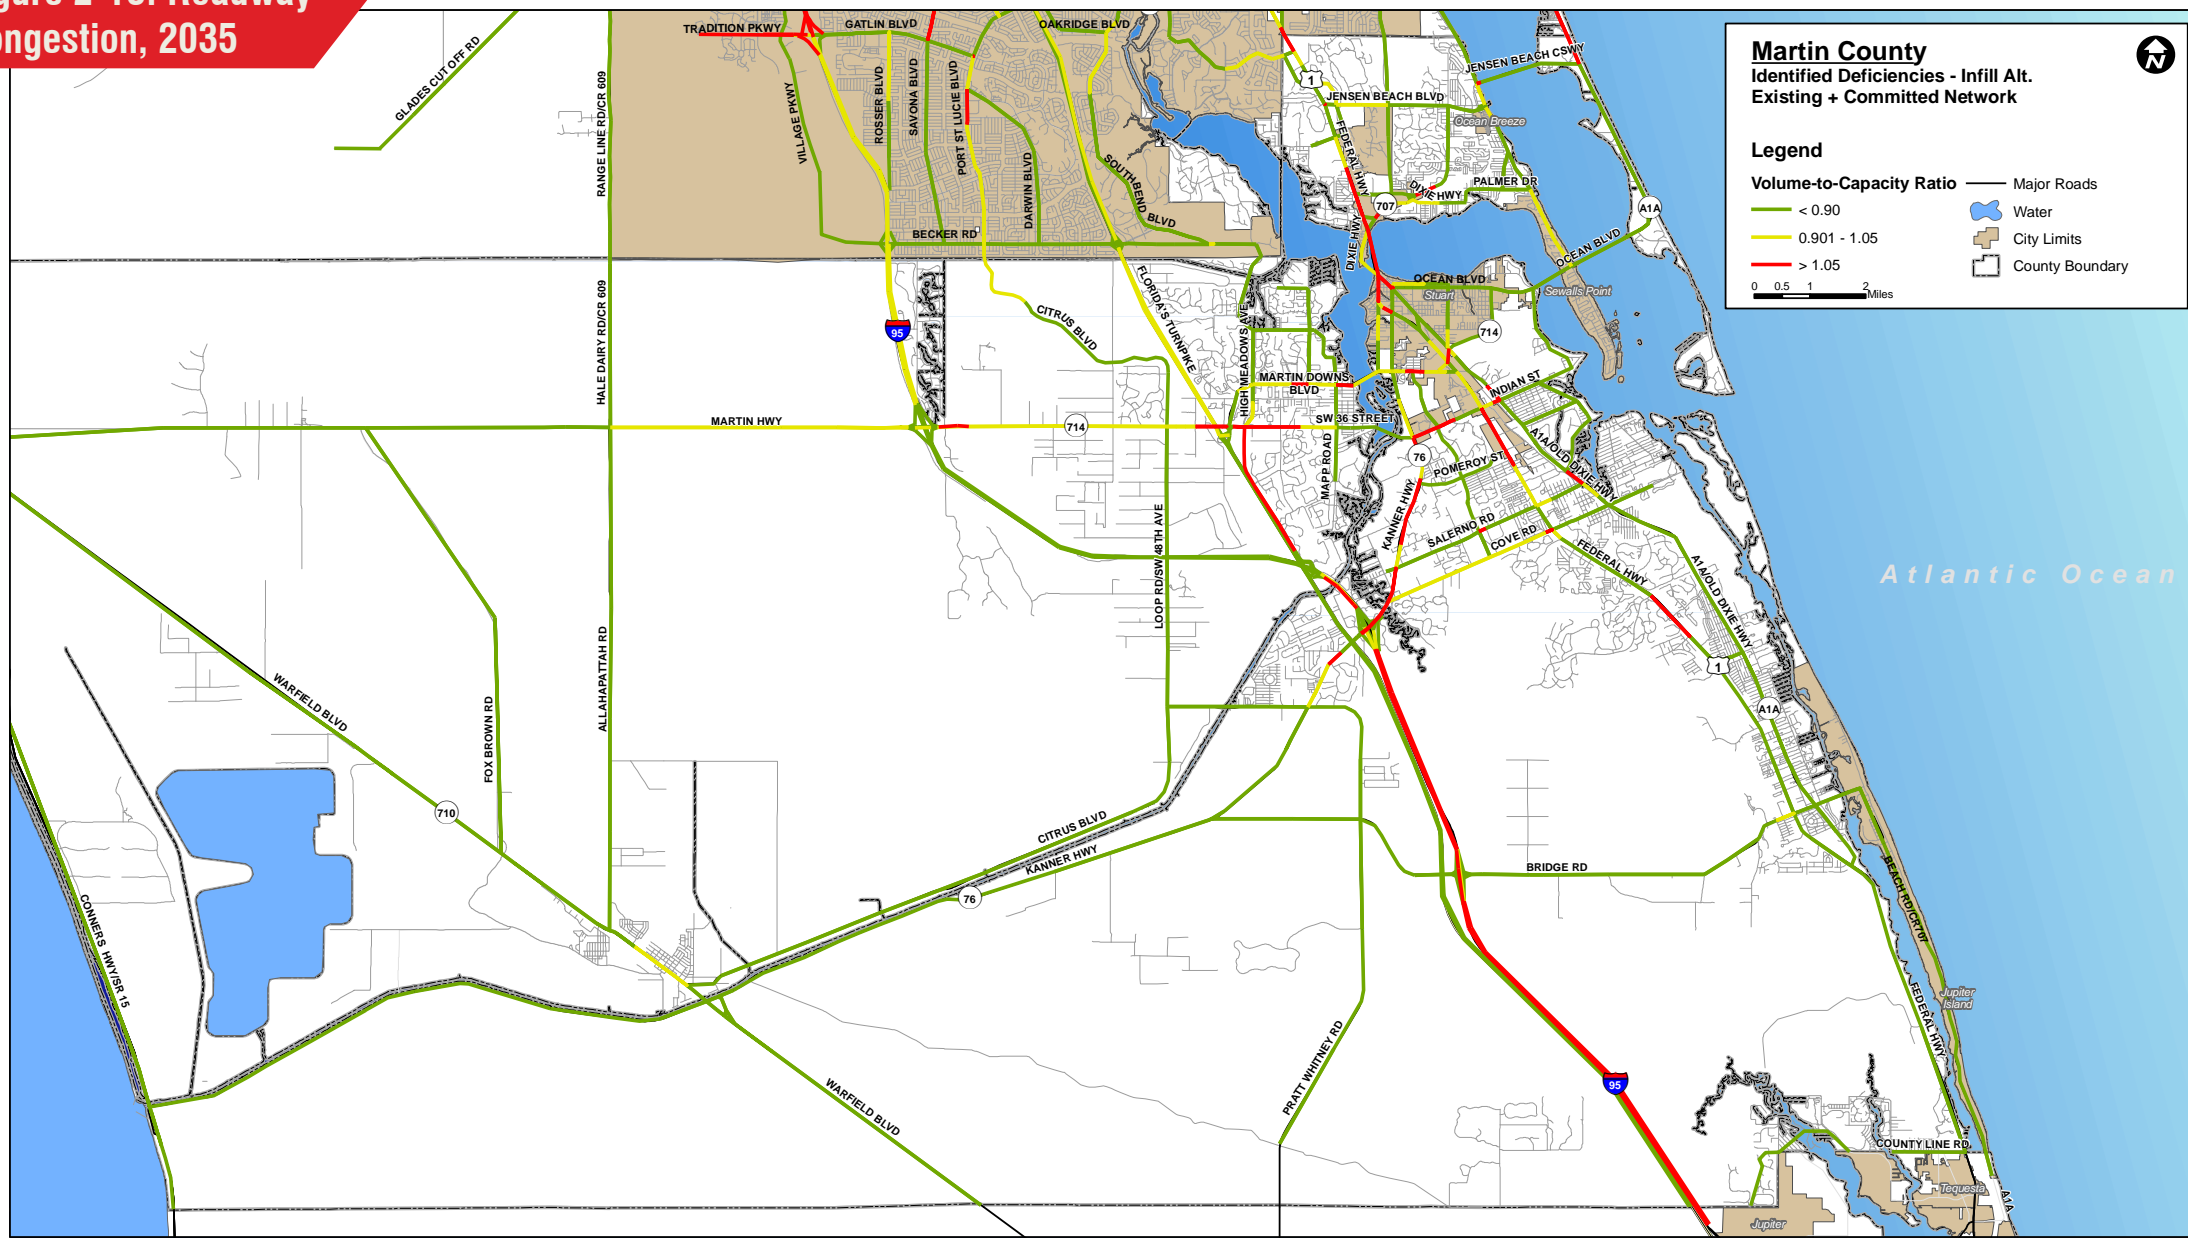 Roadway
2035
Martin County
Identified Deficiencies - Infill Alt.
Existing + Committed Network
N
Legend
Volume-to-Capacity Ratio
< 0.90
0.901 - 1.05
> 1.05
Major Roads
Water
City Limits
County Boundary
0 0.5 1 2
Miles
TRADITION PKWY
GATLIN BLVD
OAKRIDGE BLVD
GLADES CUT OFF RD
RANGE LINE RD/CR 609
VILLAGE PKWY
ROSSER BLVD
SAVONA BLVD
PORT ST LUCIE BLVD
DARWIN BLVD
SOUTHBEND BLVD
BECKER RD
1
JENSEN BEACH CSWY
JENSEN BEACH BLVD
Ocean Breeze
FEDERAL HWY
DIXIE HWY
PALMER DR
707
A1A
DIXIE HWY
OCEAN BLVD
OCEAN BLVD
Stuart
Sewalls Point
714
HALE DAIRY RD/CR 609
95
CITRUS BLVD
FLORIDA'S TURNPIKE
HIGH MEADOWS AVE
MARTIN DOWNS
BLVD
INDIAN ST
SW 36 STREET
MARTIN HWY
714
MAPP ROAD
76
POMEROY ST
A1A/OLD DIXIE HWY
KANNER HWY
SALERNO RD
COVE RD
FEDERAL HWY
A1A/OLD DIXIE HWY
LOOP RD/SW 48TH AVE
Atlantic Ocean
ALLAHAPATTAH RD
WARFIELD BLVD
FOX BROWN RD
1
A1A
710
CITRUS BLVD
KANNER HWY
76
BRIDGE RD
BEACH RD/CR707
CONNERS HWY/SR 15
FEDERAL HWY
Jupiter
Island
PRATT WHITNEY RD
95
WARFIELD BLVD
COUNTY LINE RD
Tequesta
A1A
Jupiter